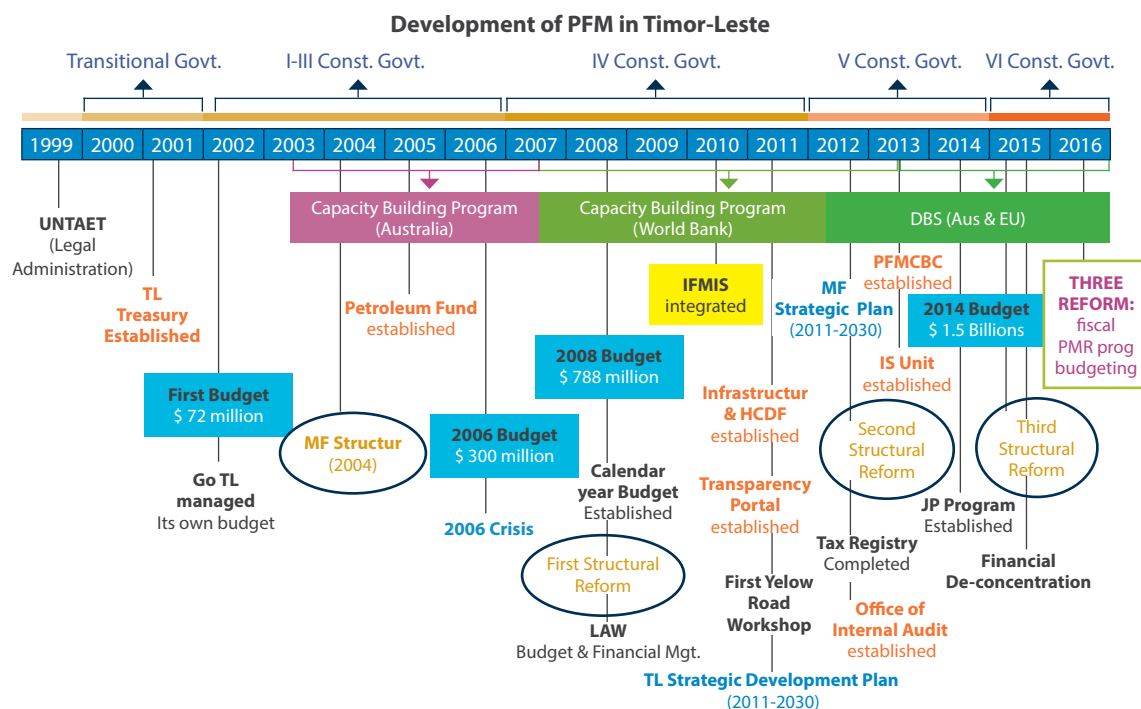 Development of PFM in Timor-Leste
Transitional Govt.
I-III Const. Govt.
IV Const. Govt.
V Const. Govt.
VI Const. Govt.
1999 2000 2001 2002 2003 2004 2005 2006 2007 2008 2009 2010 2011 2012 2013 2014 2015 2016
Capacity Building Program
(Australia)
Capacity Building Program
(World Bank)
DBS (Aus & EU)
UNTAET
(Legal
Administration)
TL
Treasury
Established
First Budget
$ 72 million
Go TL
managed
Its own budget
MF Structur
(2004)
Petroleum Fund
established
2006 Budget
$ 300 million
2006 Crisis
2008 Budget
$ 788 million
Calendar
year Budget
Established
First Structural
Reform
LAW
Budget & Financial Mgt.
IFMIS
integrated
Infrastructur
& HCDF
established
Transparency
Portal
established
First Yelow
Road
Workshop
TL Strategic Development Plan
(2011-2030)
MF
Strategic Plan
(2011-2030)
Second
Structural
Reform
Tax Registry
Completed
Office of
Internal Audit
established
PFMCBC
established
IS Unit
established
2014 Budget
$ 1.5 Billions
JP Program
Established
Third
Structural
Reform
Financial
De-concentration
THREE
REFORM:
fiscal
PMR prog
budgeting